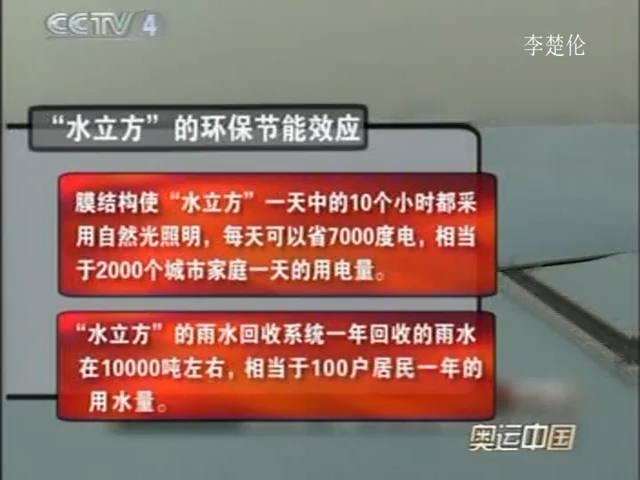 CCTV 4
李楚伦
“水立方”的环保节能效应
膜结构使“水立方”一天中的10个小时都采
用自然光照明，每天可以省7000度电，相当
于2000个城市家庭一天的用电量。
“水立方”的雨水回收系统一年回收的雨水
在10000吨左右，相当于100户居民一年的
用水量。
奥运中国